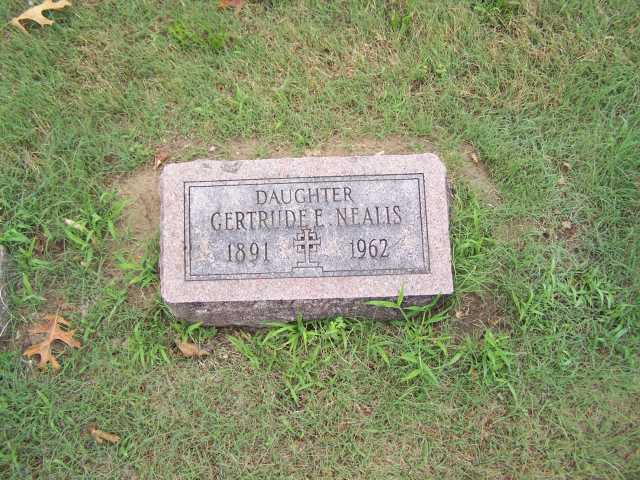 DAUGHTER
GERTRUDE E. NEALIS
1891 1962